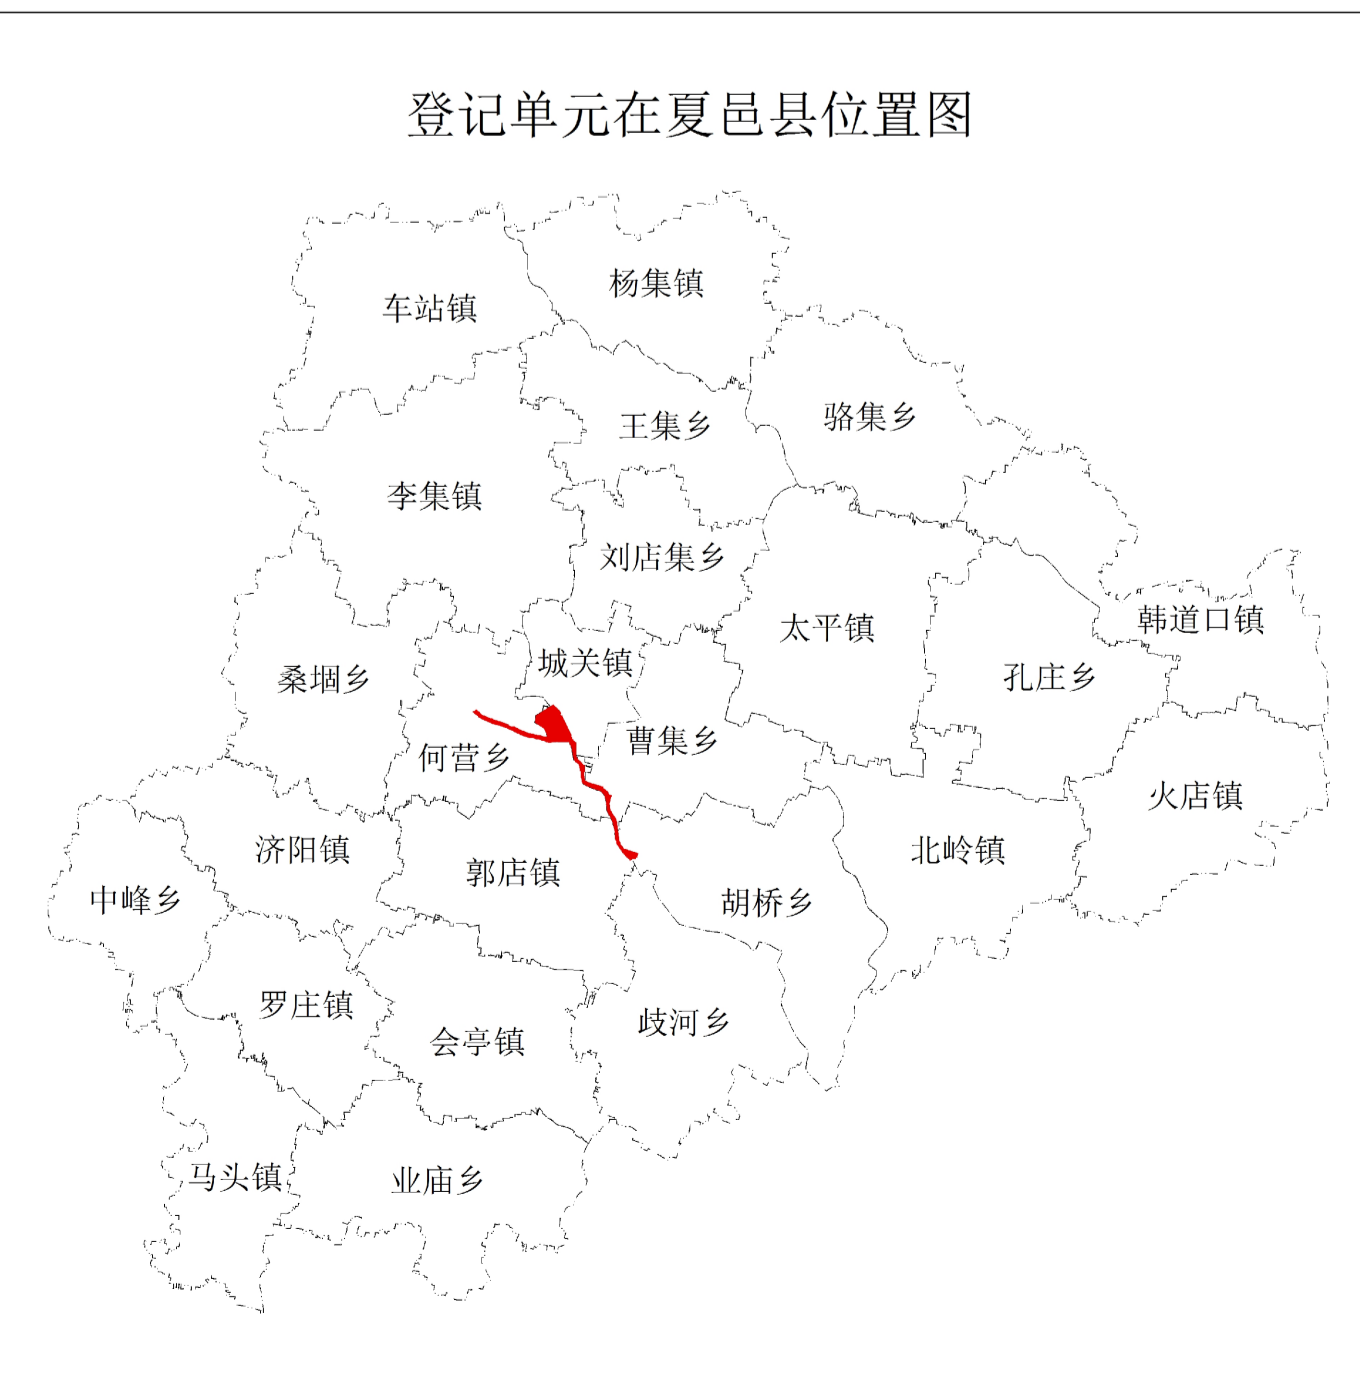 登记单元在夏邑县位置图
杨集镇
车站镇
骆集乡
王集乡
李集镇
刘店集乡
韩道口镇
太平镇
城关镇
孔庄乡
桑堌乡
曹集乡
何营乡
火店镇
济阳镇
北岭镇
郭店镇
中峰乡
胡桥乡
罗庄镇
歧河乡
会亭镇
马头镇
业庙乡